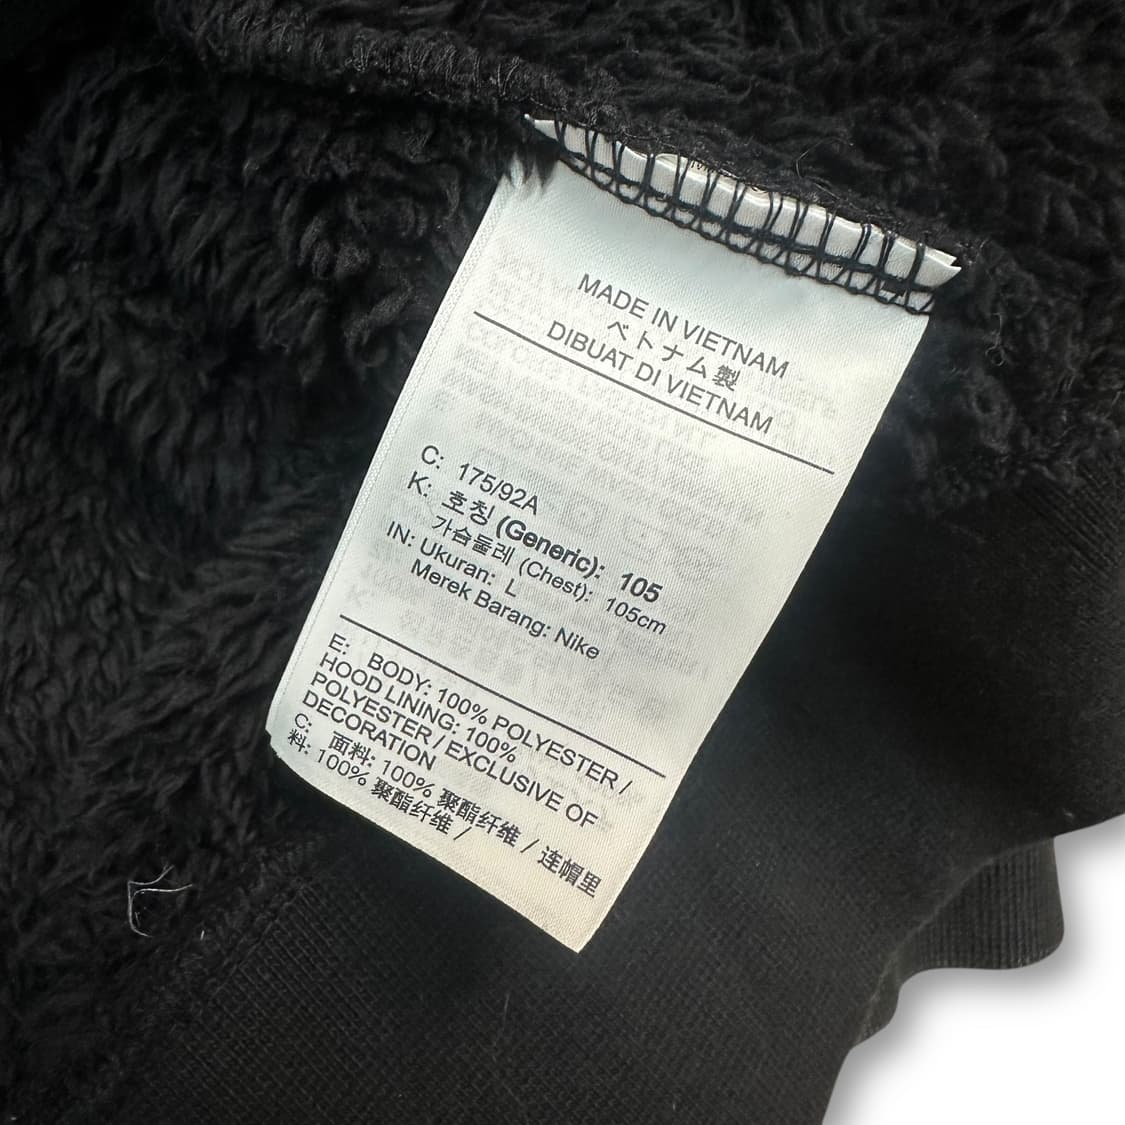 MADE IN VIETNAM
ベトナム製
DIBUAT DI VIETNAM
C: 175/92A
K: 호칭 (Generic): 105
가슴둘레 (Chest): 105cm
IN: Ukuran: L
Merek Barang: Nike
E: BODY: 100% POLYESTER /
HOOD LINING: 100%
POLYESTER / EXCLUSIVE OF
DECORATION
C: 面料: 100% 聚酯纤维 / 连帽里
料: 100% 聚酯纤维 /